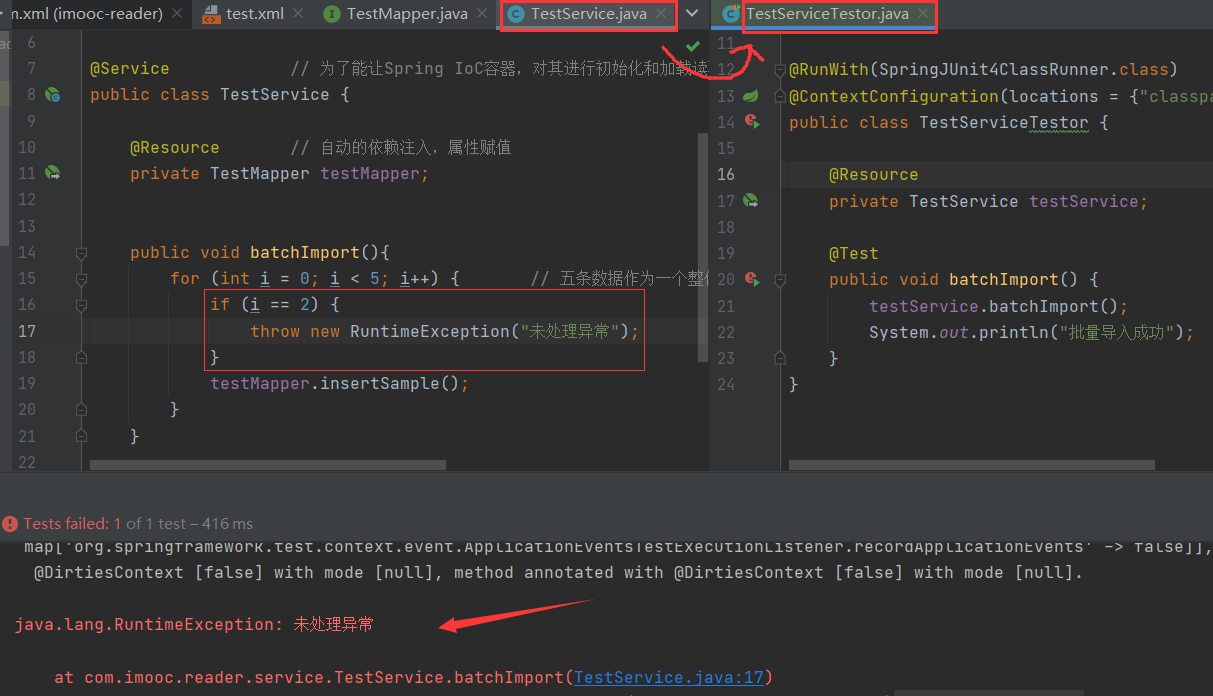 n.xml (imooc-reader)
test.xml
TestMapper.java
TestService.java
TestServiceTestor.java
6
7 @Service // 为了能让Spring IoC容器，对其进行初始化和加载读
8 public class TestService {
9
10 @Resource // 自动的依赖注入，属性赋值
11 private TestMapper testMapper;
12
13
14 public void batchImport(){
15 for (int i = 0; i < 5; i++) { // 五条数据作为一个整
16 if (i == 2) {
17 throw new RuntimeException("未处理异常");
18 }
19 testMapper.insertSample();
20 }
21 }
22
11
12 @RunWith(SpringJUnit4ClassRunner.class)
13 @ContextConfiguration(locations = {"classpa
14 public class TestServiceTestor {
15
16 @Resource
17 private TestService testService;
18
19 @Test
20 public void batchImport() {
21 testService.batchImport();
22 System.out.println("批量导入成功");
23 }
24 }
Tests failed: 1 of 1 test – 416 ms
map['org.springframework.test.context.event.ApplicationEventsTestExecutionListener.recordApplicationEvents' -> false]],
@DirtiesContext [false] with mode [null], method annotated with @DirtiesContext [false] with mode [null].
java.lang.RuntimeException: 未处理异常
at com.imooc.reader.service.TestService.batchImport(TestService.java:17)